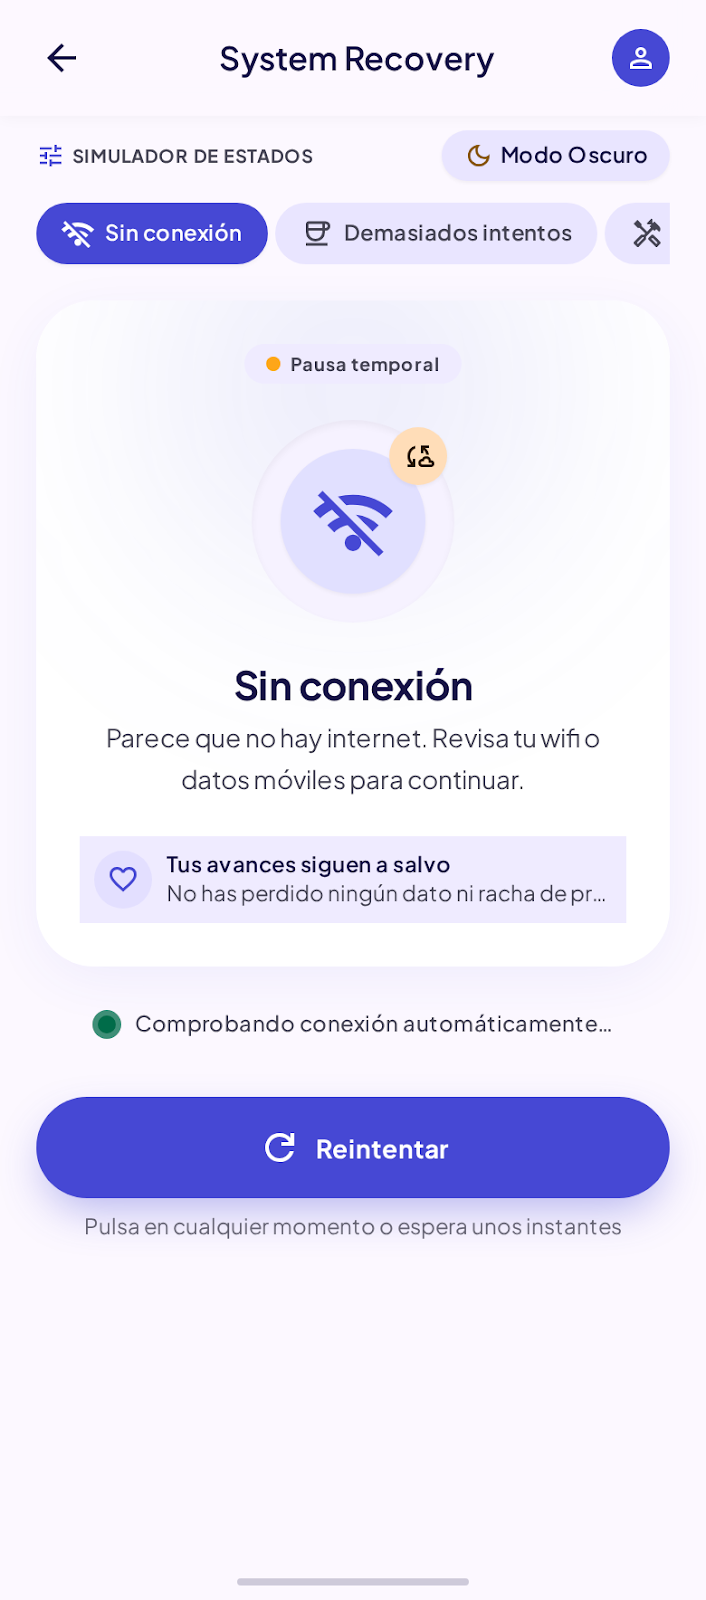 System Recovery
SIMULADOR DE ESTADOS
Modo Oscuro
Sin conexión
Demasiados intentos
Pausa temporal
Sin conexión
Parece que no hay internet. Revisa tu wifi o
datos móviles para continuar.
Tus avances siguen a salvo
No has perdido ningún dato ni racha de pr...
Comprobando conexión automáticamente...
Reintentar
Pulsa en cualquier momento o espera unos instantes